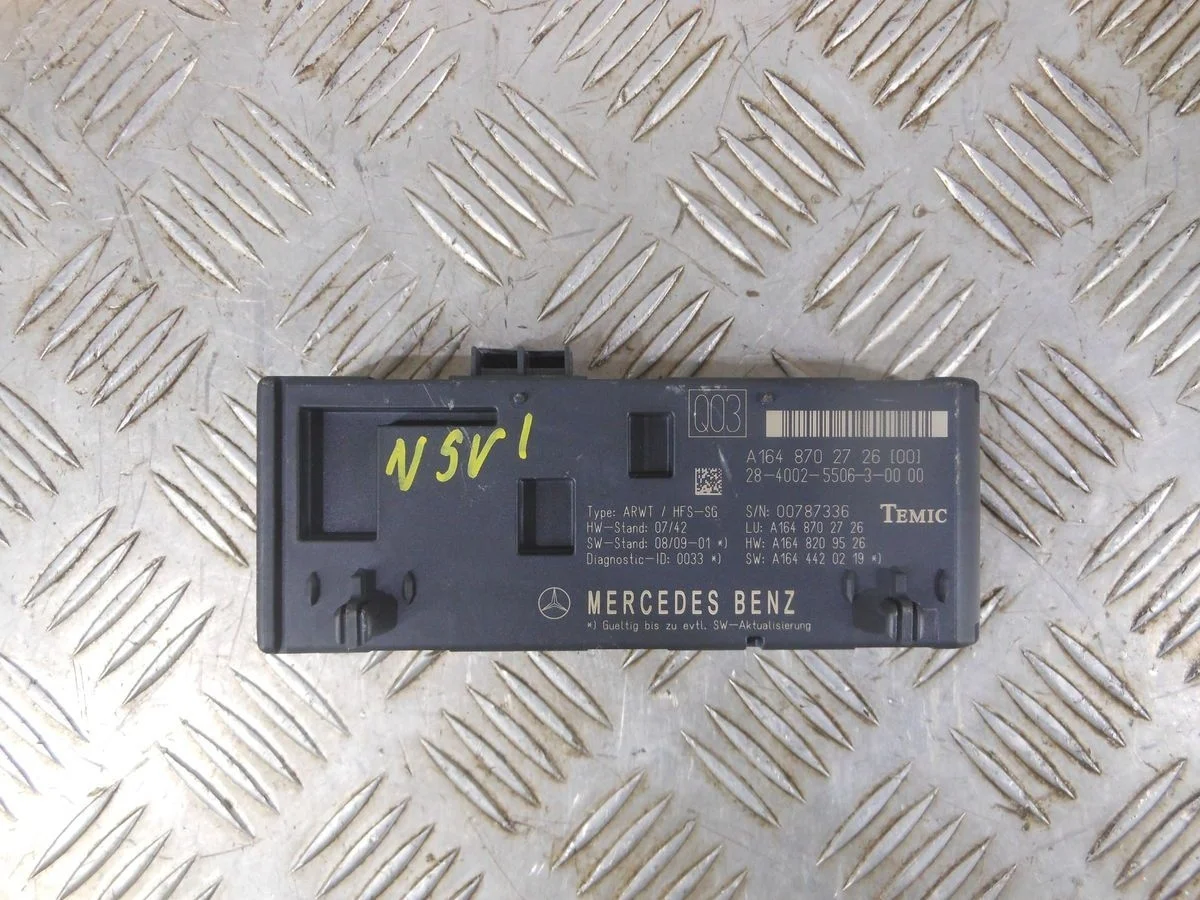 NSV1
Q03
A164 870 27 26 [00]
28-4002-5506-3-00 00
Type: ARWT / HFS-SG
HW-Stand: 07/42
SW-Stand: 08/09-01 *)
Diagnostic-ID: 0033 *)
S/N: 00787336
LU: A164 870 27 26
HW: A164 820 95 26
SW: A164 442 02 19 *)
TEMIC
MERCEDES BENZ
*) Gueltig bis zu evtl. SW-Aktualisierung